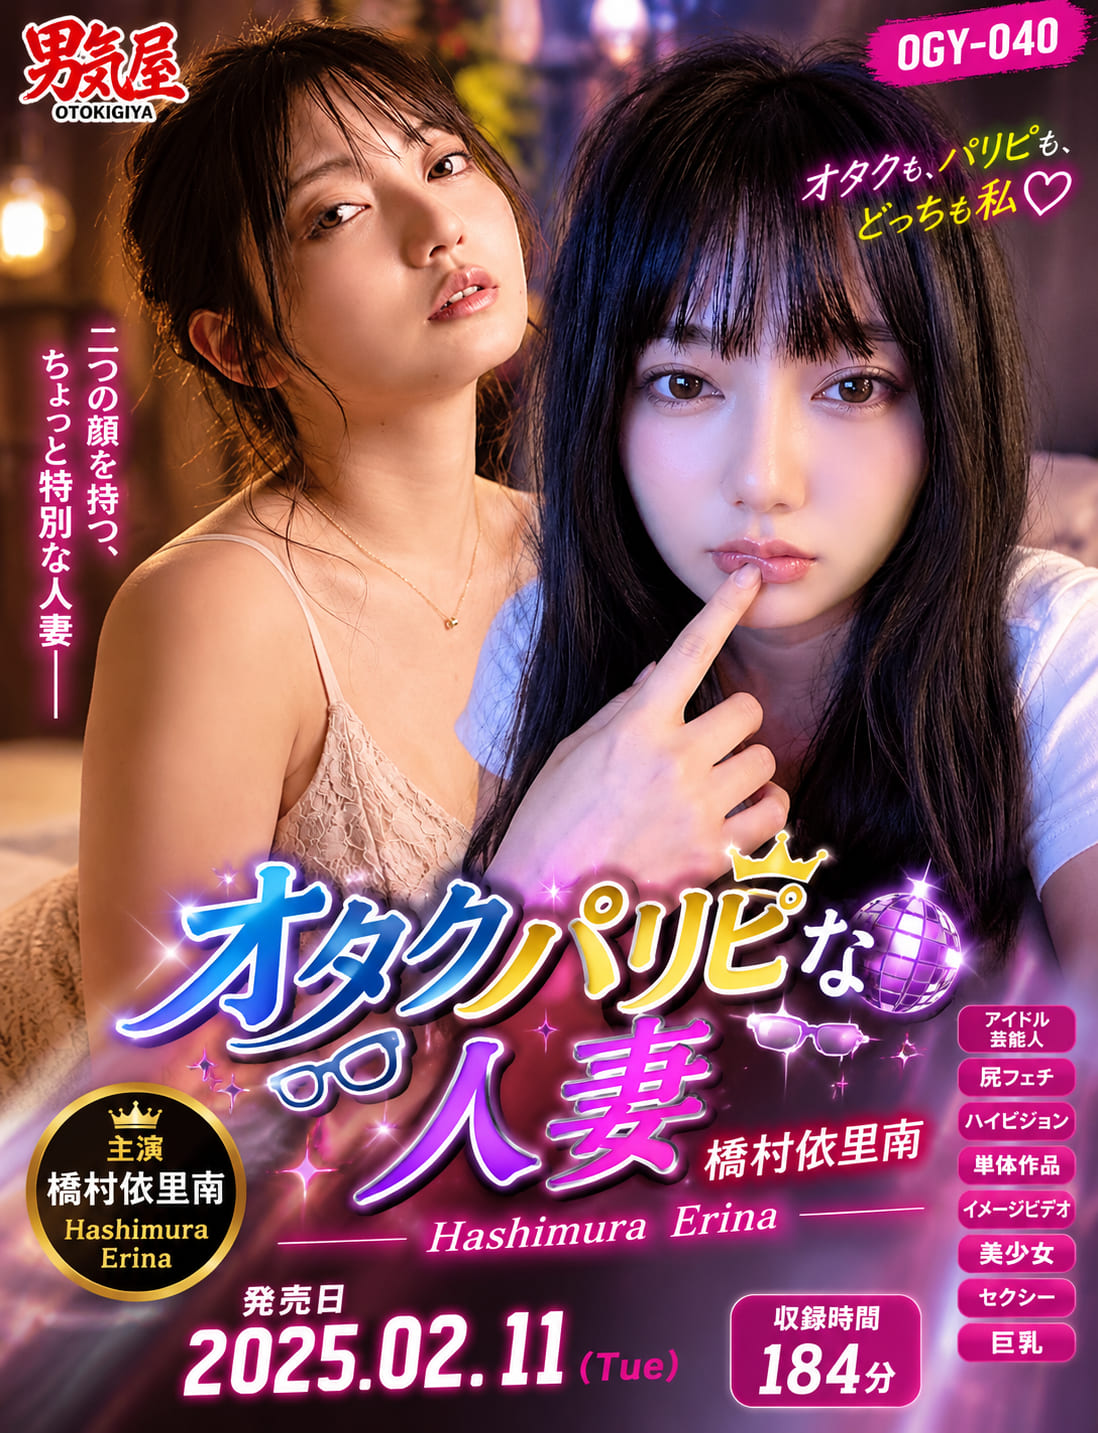 男気屋
OTOKIGIYA
OGY-040
オタクも、パリピも、
どっちも私♡
二つの顔を持つ、
ちょっと特別な人妻――
オタクパリピな
人妻
橋村依里南
Hashimura Erina
主演
橋村依里南
Hashimura
Erina
発売日
2025.02.11 (Tue)
収録時間
184分
アイドル
芸能人
尻フェチ
ハイビジョン
単体作品
イメージビデオ
美少女
セクシー
巨乳